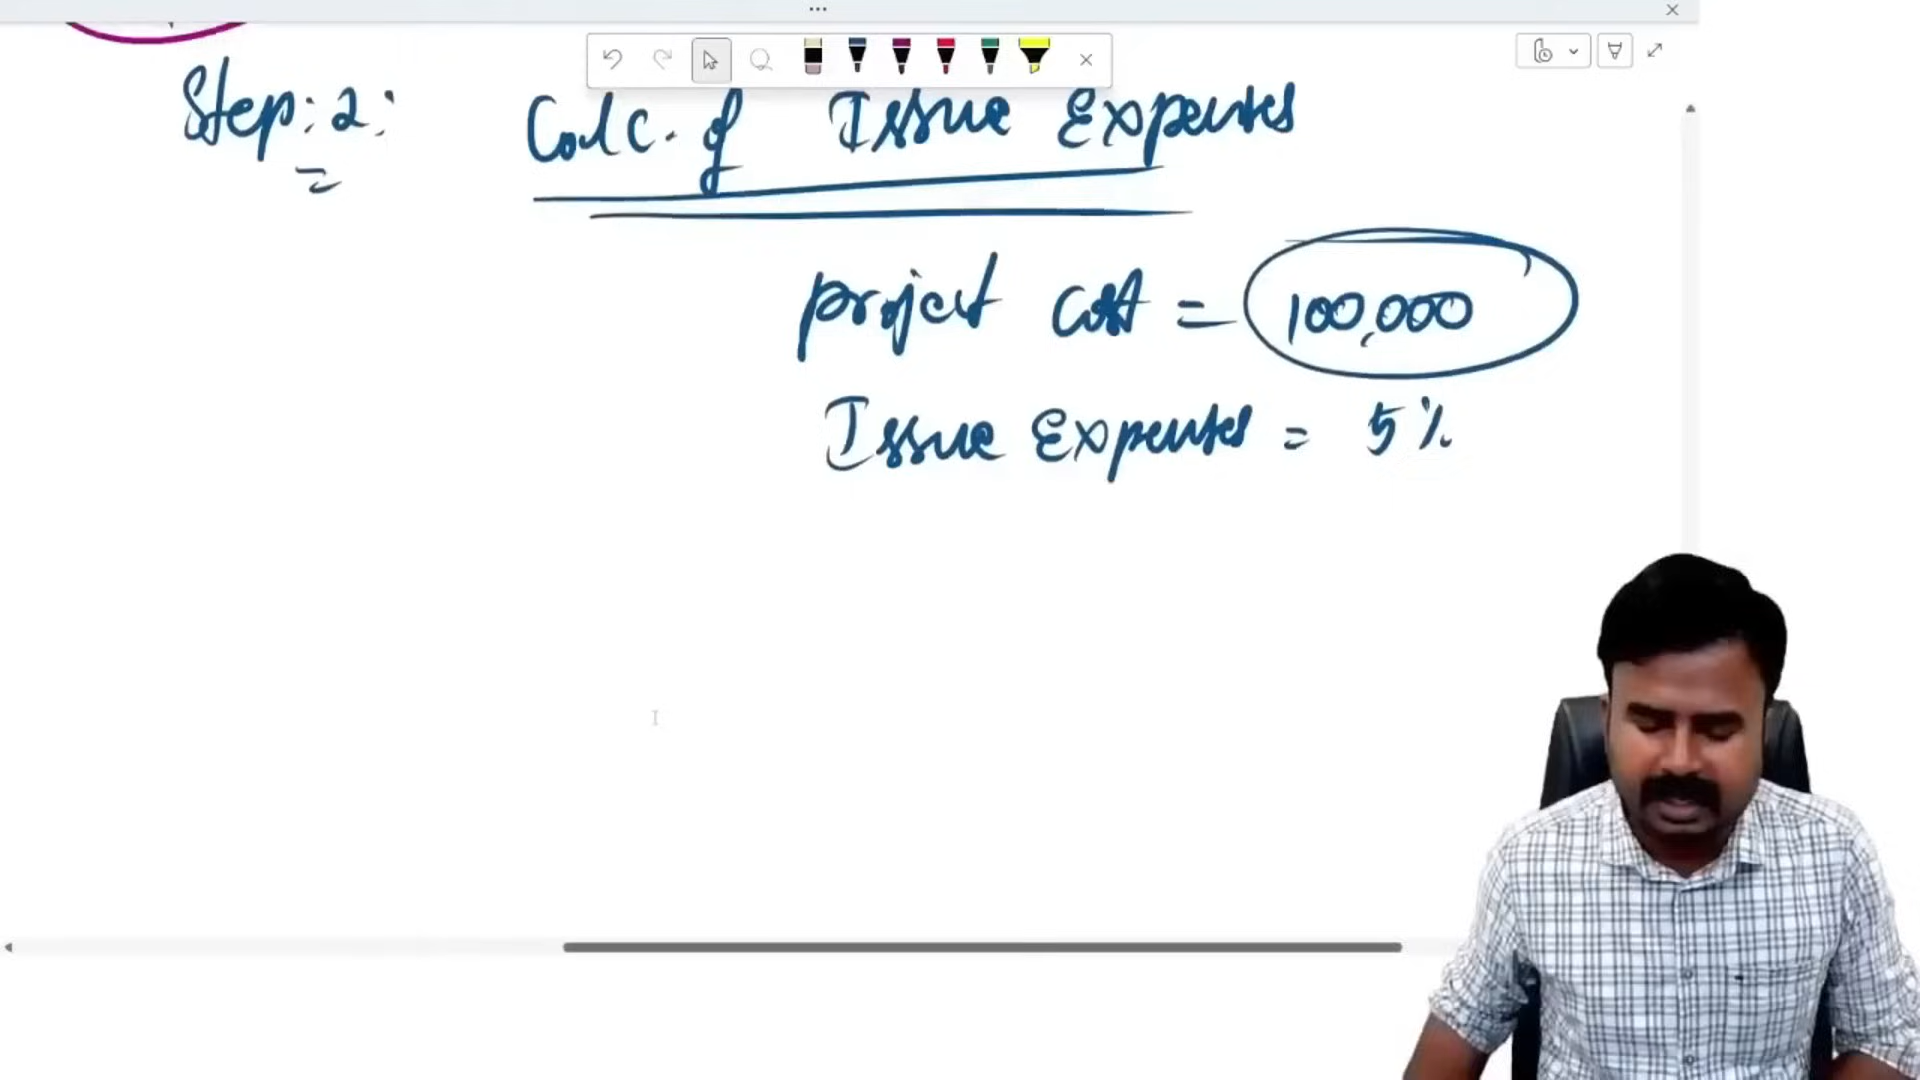 Step: 2:
Calc. of Issue Expenses
project cost = 100,000
Issue Expenses = 5%